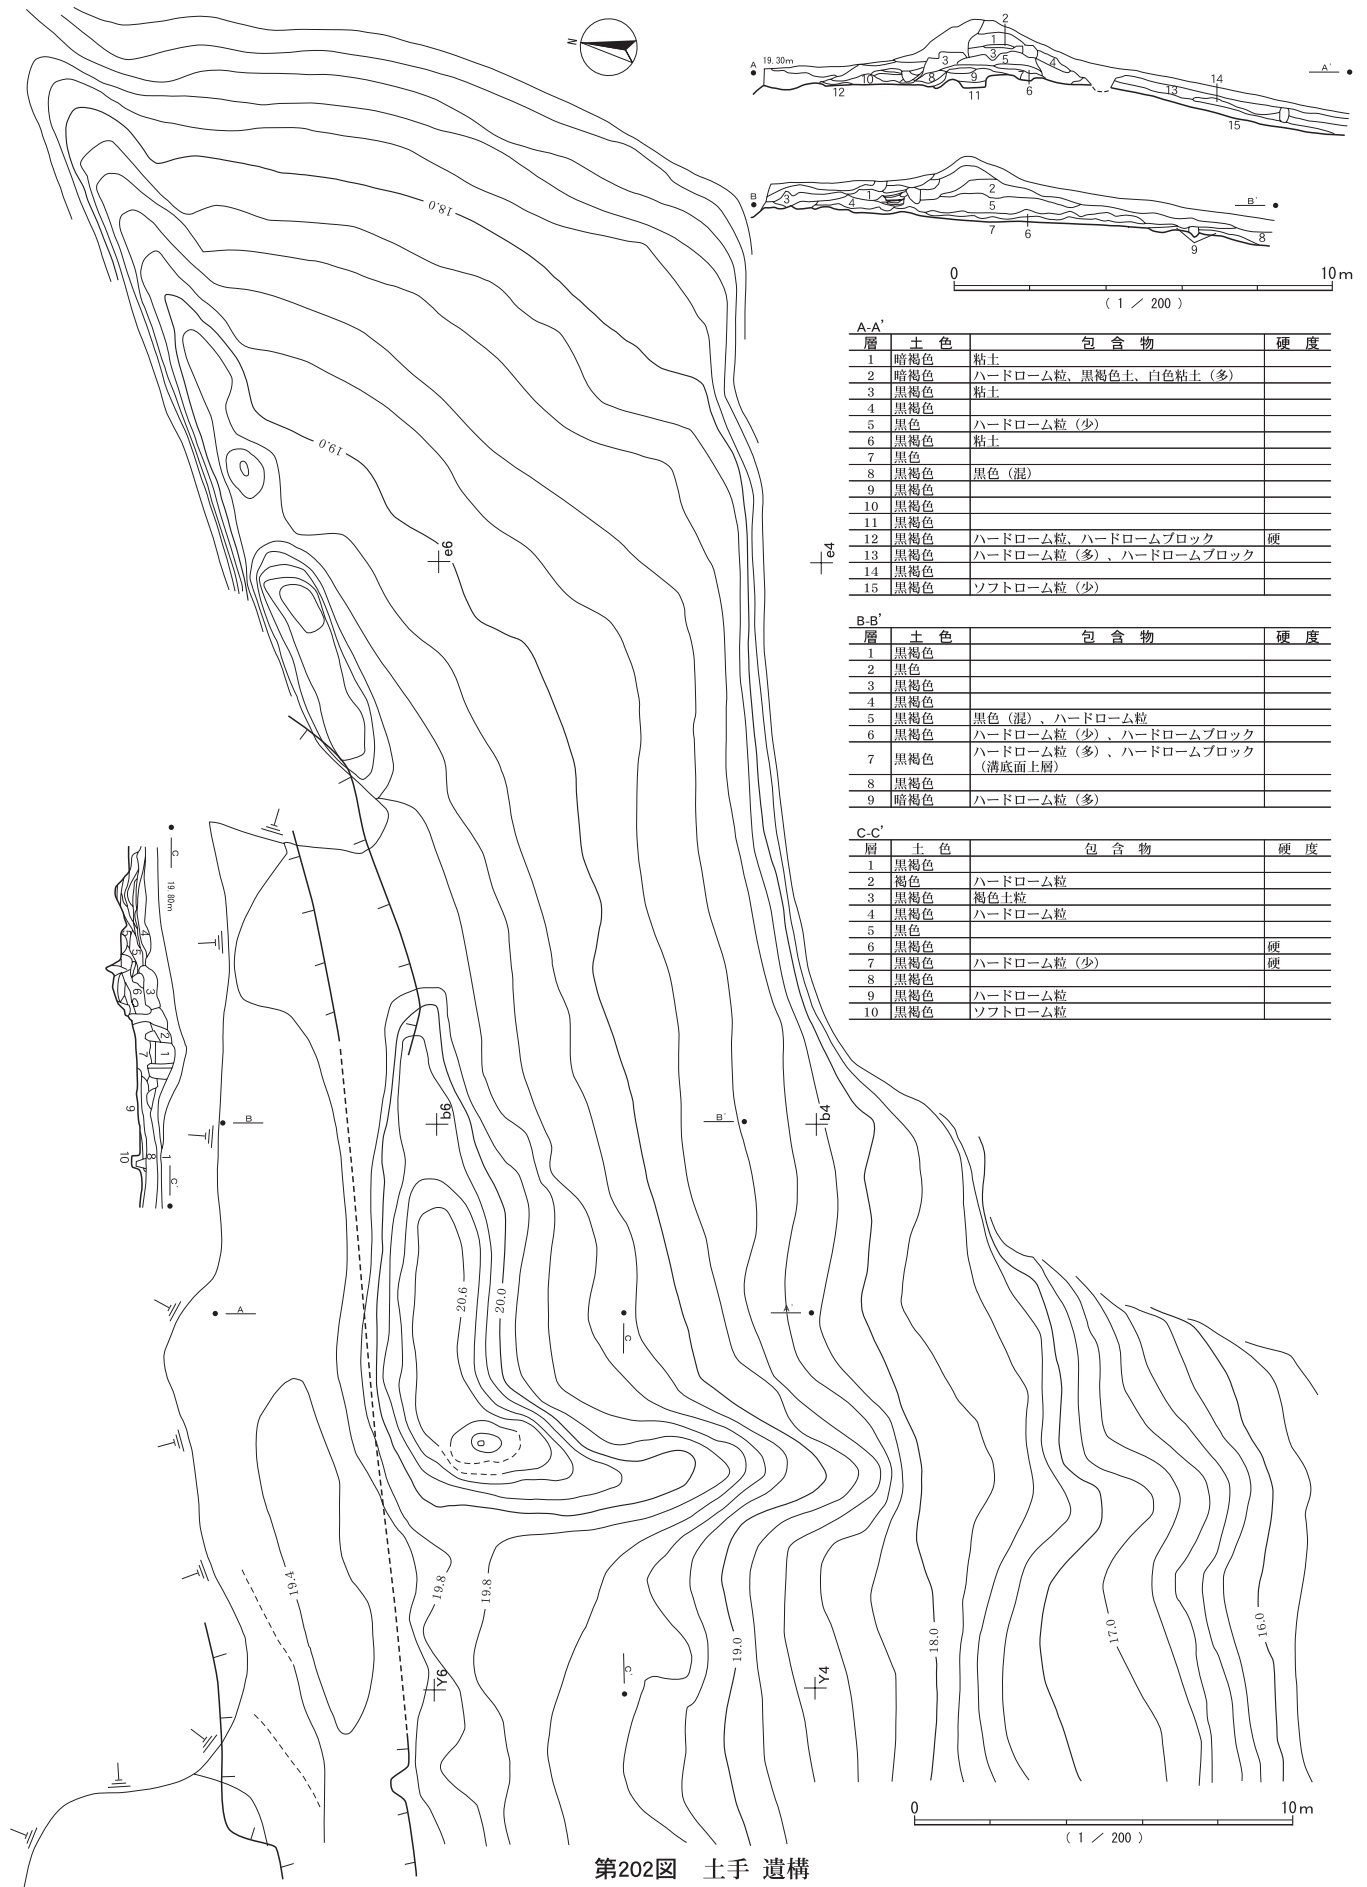 N
A 19.30m
A'
1 2 3 3 4 5 6 7 8 9 10 11 12 13 14 15
B
B'
1 2 3 4 5 6 7 8 9
0 10m
( 1 ／ 200 )
A-A'
層 土 色 包 含 物 硬 度
1 暗褐色 粘土
2 暗褐色 ハードローム粒、黒褐色土、白色粘土（多）
3 黒褐色 粘土
4 黒褐色
5 黒色 ハードローム粒（少）
6 黒褐色 粘土
7 黒色
8 黒褐色 黒色（混）
9 黒褐色
10 黒褐色
11 黒褐色
12 黒褐色 ハードローム粒、ハードロームブロック 硬
13 黒褐色 ハードローム粒（多）、ハードロームブロック
14 黒褐色
15 黒褐色 ソフトローム粒（少）
B-B'
層 土 色 包 含 物 硬 度
1 黒褐色
2 黒色
3 黒褐色
4 黒褐色
5 黒褐色 黒色（混）、ハードローム粒
6 黒褐色 ハードローム粒（少）、ハードロームブロック
7 黒褐色 ハードローム粒（多）、ハードロームブロック
（溝底面上層）
8 黒褐色
9 暗褐色 ハードローム粒（多）
C-C'
層 土 色 包 含 物 硬 度
1 黒褐色
2 褐色 ハードローム粒
3 黒褐色 褐色土粒
4 黒褐色 ハードローム粒
5 黒色
6 黒褐色 硬
7 黒褐色 ハードローム粒（少） 硬
8 黒褐色
9 黒褐色 ハードローム粒
10 黒褐色 ソフトローム粒
18.0
19.0
e6
e4
C
19.80m
4 5 3 6 2 1 7 9 10 8 1
C'
B
b6
B'
b4
A
20.6
20.0
C
A'
19.4
19.8
19.8
19.0
18.0
17.0
16.0
Y6
C'
Y4
0 10m
( 1 ／ 200 )
第202図 土手 遺構